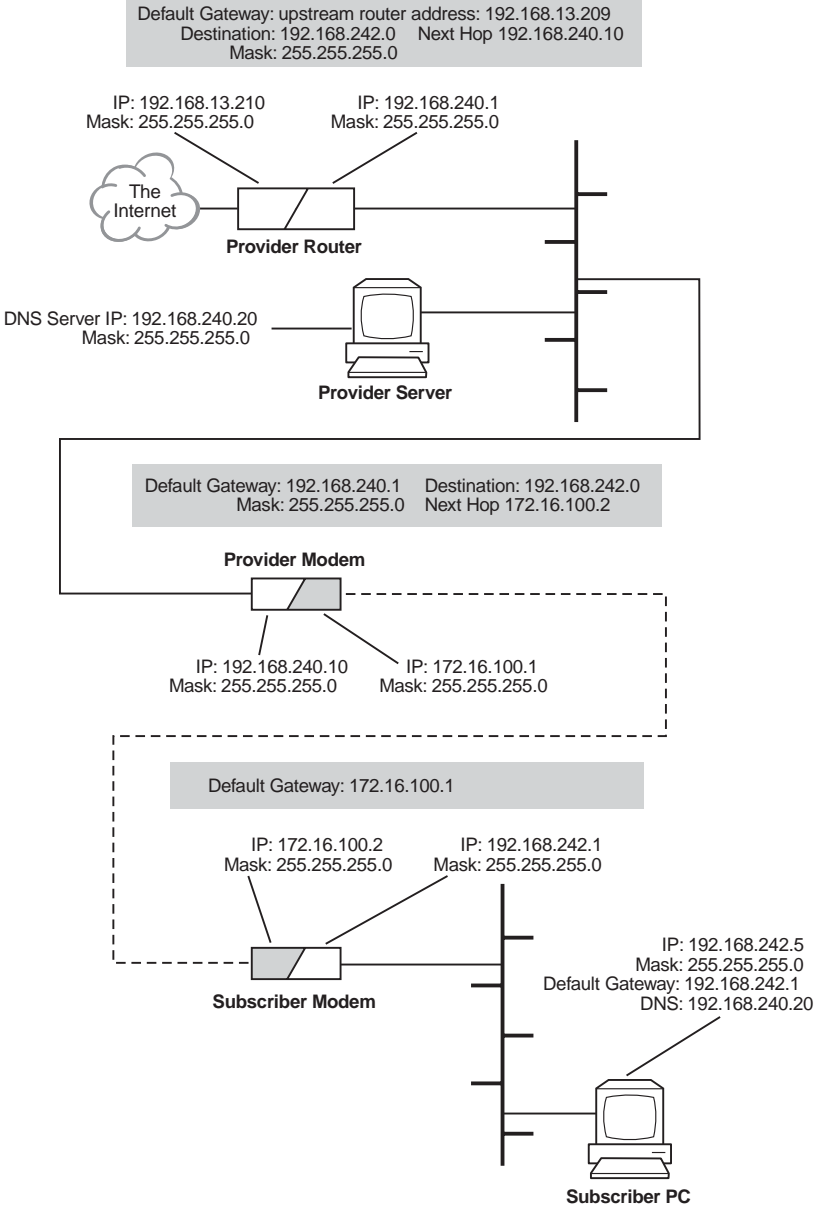 Default Gateway: upstream router address: 192.168.13.209
Destination: 192.168.242.0 Next Hop 192.168.240.10
Mask: 255.255.255.0
IP: 192.168.13.210
Mask: 255.255.255.0
IP: 192.168.240.1
Mask: 255.255.255.0
The
Internet
Provider Router
DNS Server IP: 192.168.240.20
Mask: 255.255.255.0
Provider Server
Default Gateway: 192.168.240.1 Destination: 192.168.242.0
Mask: 255.255.255.0 Next Hop 172.16.100.2
Provider Modem
IP: 192.168.240.10
Mask: 255.255.255.0
IP: 172.16.100.1
Mask: 255.255.255.0
Default Gateway: 172.16.100.1
IP: 172.16.100.2
Mask: 255.255.255.0
IP: 192.168.242.1
Mask: 255.255.255.0
Subscriber Modem
IP: 192.168.242.5
Mask: 255.255.255.0
Default Gateway: 192.168.242.1
DNS: 192.168.240.20
Subscriber PC